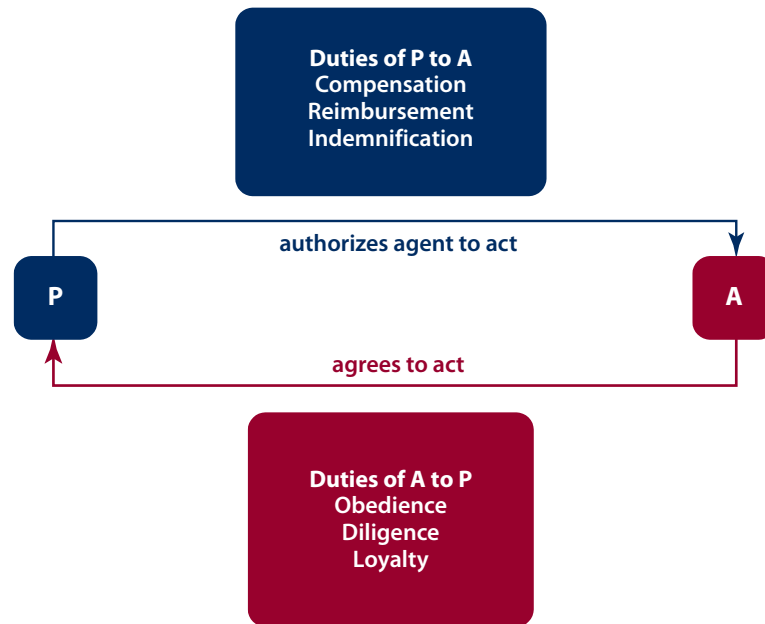 Duties of P to A
Compensation
Reimbursement
Indemnification
authorizes agent to act
P
A
agrees to act
Duties of A to P
Obedience
Diligence
Loyalty